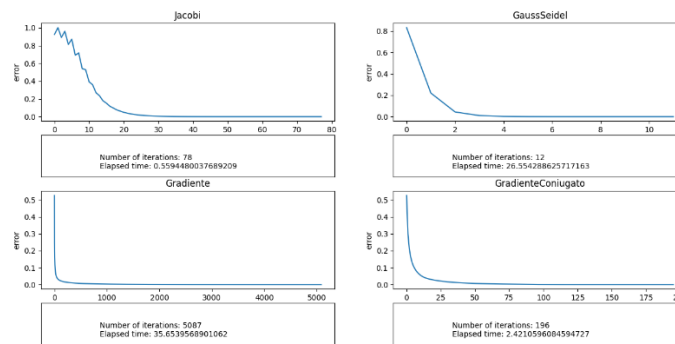 Jacobi
1.0
0.8
0.6
0.4
0.2
0.0
error
0 10 20 30 40 50 60 70 80
Number of iterations: 78
Elapsed time: 0.5594480037689209
GaussSeidel
0.8
0.6
0.4
0.2
0.0
error
0 2 4 6 8 10
Number of iterations: 12
Elapsed time: 26.554288625717163
Gradiente
0.5
0.4
0.3
0.2
0.1
0.0
error
0 1000 2000 3000 4000 5000
Number of iterations: 5087
Elapsed time: 35.6539568901062
GradienteConiugato
0.5
0.4
0.3
0.2
0.1
0.0
error
0 25 50 75 100 125 150 175
Number of iterations: 196
Elapsed time: 2.4210596084594727